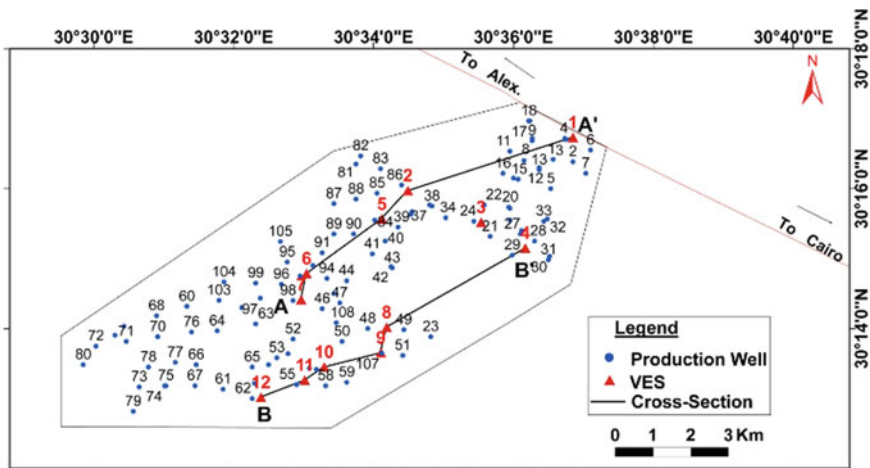 30°30'0"N 30°32'0"N 30°34'0"N 30°36'0"N 30°38'0"N 30°40'0"N
30°18'0"N
To Alex.
N
18
1 A'
179 4 6
11 8 13 2
82
81 83
16 15 13 7
12 5
86 2
87 88 85
38 22 20
5 37 34 24 3 33
39 27 32
30°16'0"N
To Cairo
105 89 90 84
40 21 28
91 41 29 4 31
95 42 43 B' 30
104 99 96 6 94 44
7
103 98 A 46 47
60 97 63
68 108 8
72 71 70 76 64 52 50 48 49 23
30°14'0"N
80 78 77 66 65 53 10 9 51
107
73 75 67 61 62 12 55 11 58 59
79 74 B
Legend
Production Well
VES
Cross-Section
0 1 2 3 Km